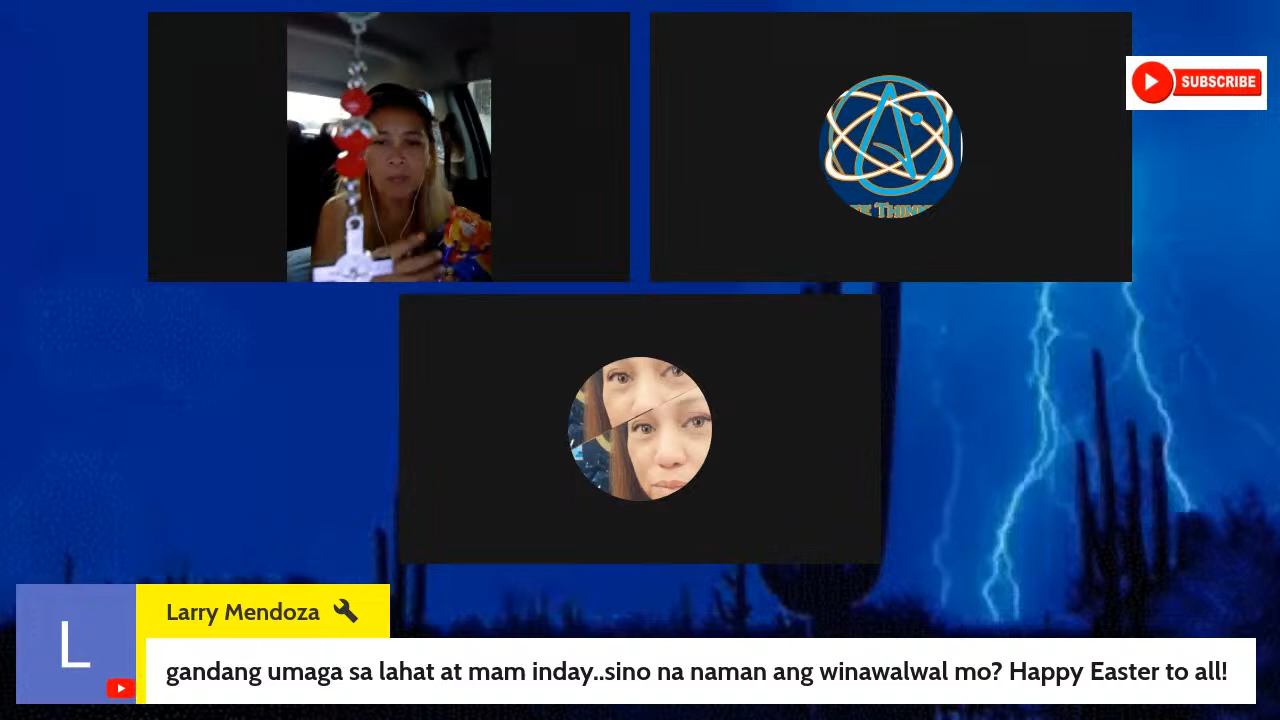 SUBSCRIBE
Larry Mendoza
L
gandang umaga sa lahat at mam inday..sino na naman ang winawalwal mo? Happy Easter to all!